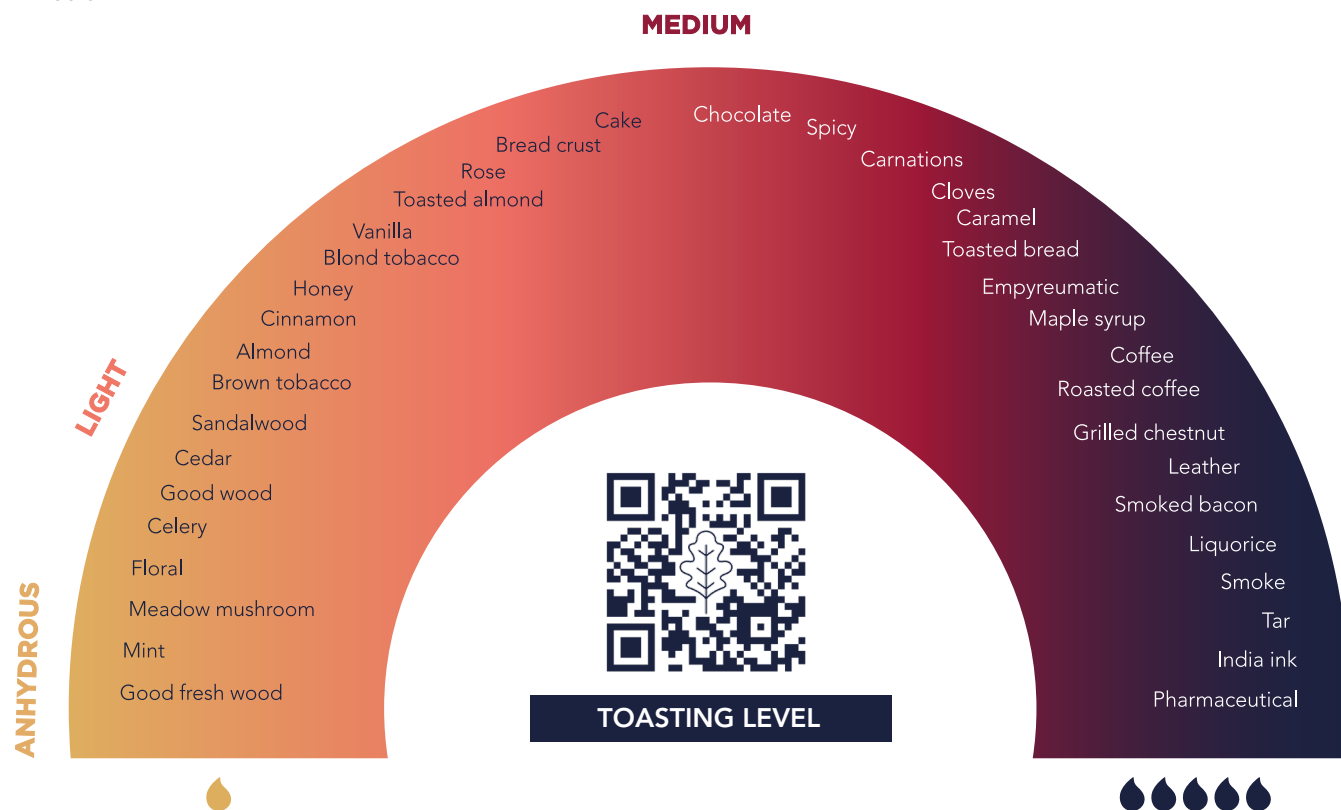 MEDIUM
Cake
Chocolate
Spicy
Bread crust
Carnations
Rose
Cloves
Toasted almond
Caramel
Vanilla
Toasted bread
Blond tobacco
Empyreumatic
Honey
Maple syrup
Cinnamon
Coffee
Almond
Roasted coffee
Brown tobacco
LIGHT
Sandalwood
Grilled chestnut
Cedar
Leather
Good wood
Smoked bacon
Celery
Liquorice
Floral
Smoke
Meadow mushroom
Tar
Mint
India ink
ANHYDROUS
Good fresh wood
Pharmaceutical
TOASTING LEVEL